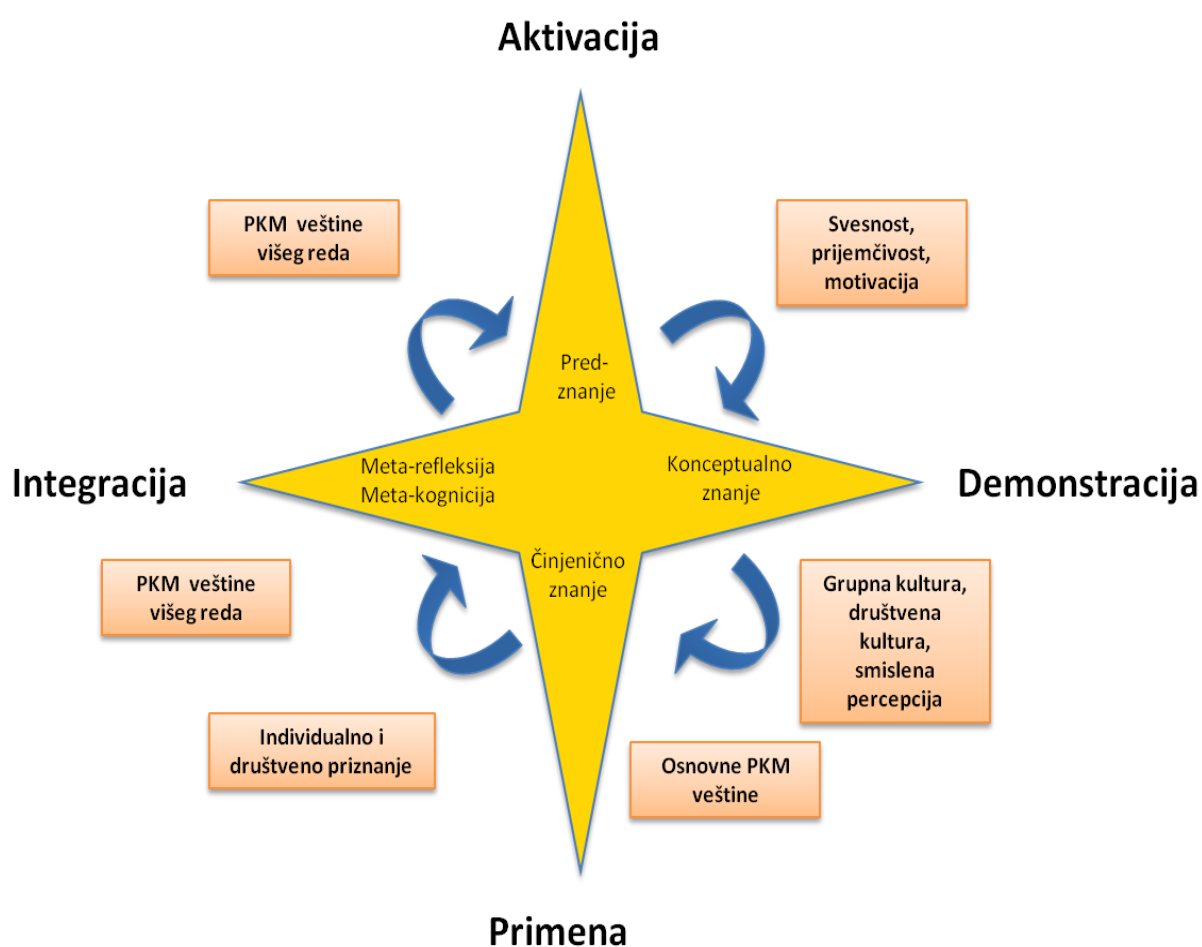 Aktivacija
PKM veštine
višeg reda
Svesnost,
prijemčivost,
motivacija
Pred-
znanje
Integracija
Meta-refleksija
Meta-kognicija
Konceptualno
znanje
Demonstracija
Činjenično
znanje
PKM veštine
višeg reda
Grupna kultura,
društvena
kultura,
smislena
percepcija
Individualno i
društveno priznanje
Osnovne PKM
veštine
Primena